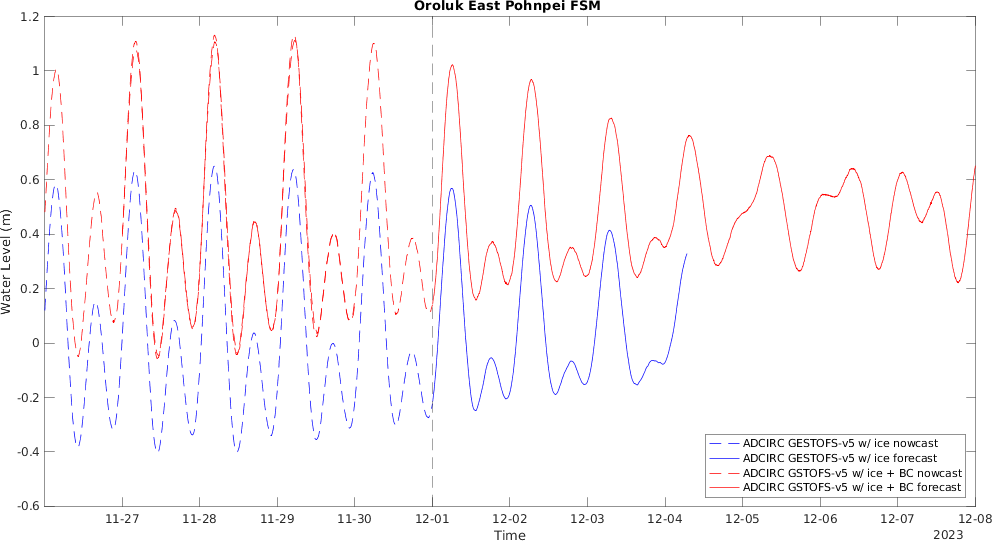 Oroluk East Pohnpei FSM
1.2
1
0.8
0.6
0.4
0.2
0
-0.2
-0.4
-0.6
Water Level (m)
ADCIRC GESTOFS-v5 w/ ice nowcast
ADCIRC GESTOFS-v5 w/ ice forecast
ADCIRC GSTOFS-v5 w/ ice + BC nowcast
ADCIRC GSTOFS-v5 w/ ice + BC forecast
11-27 11-28 11-29 11-30 12-01 12-02 12-03 12-04 12-05 12-06 12-07 12-08
Time
2023